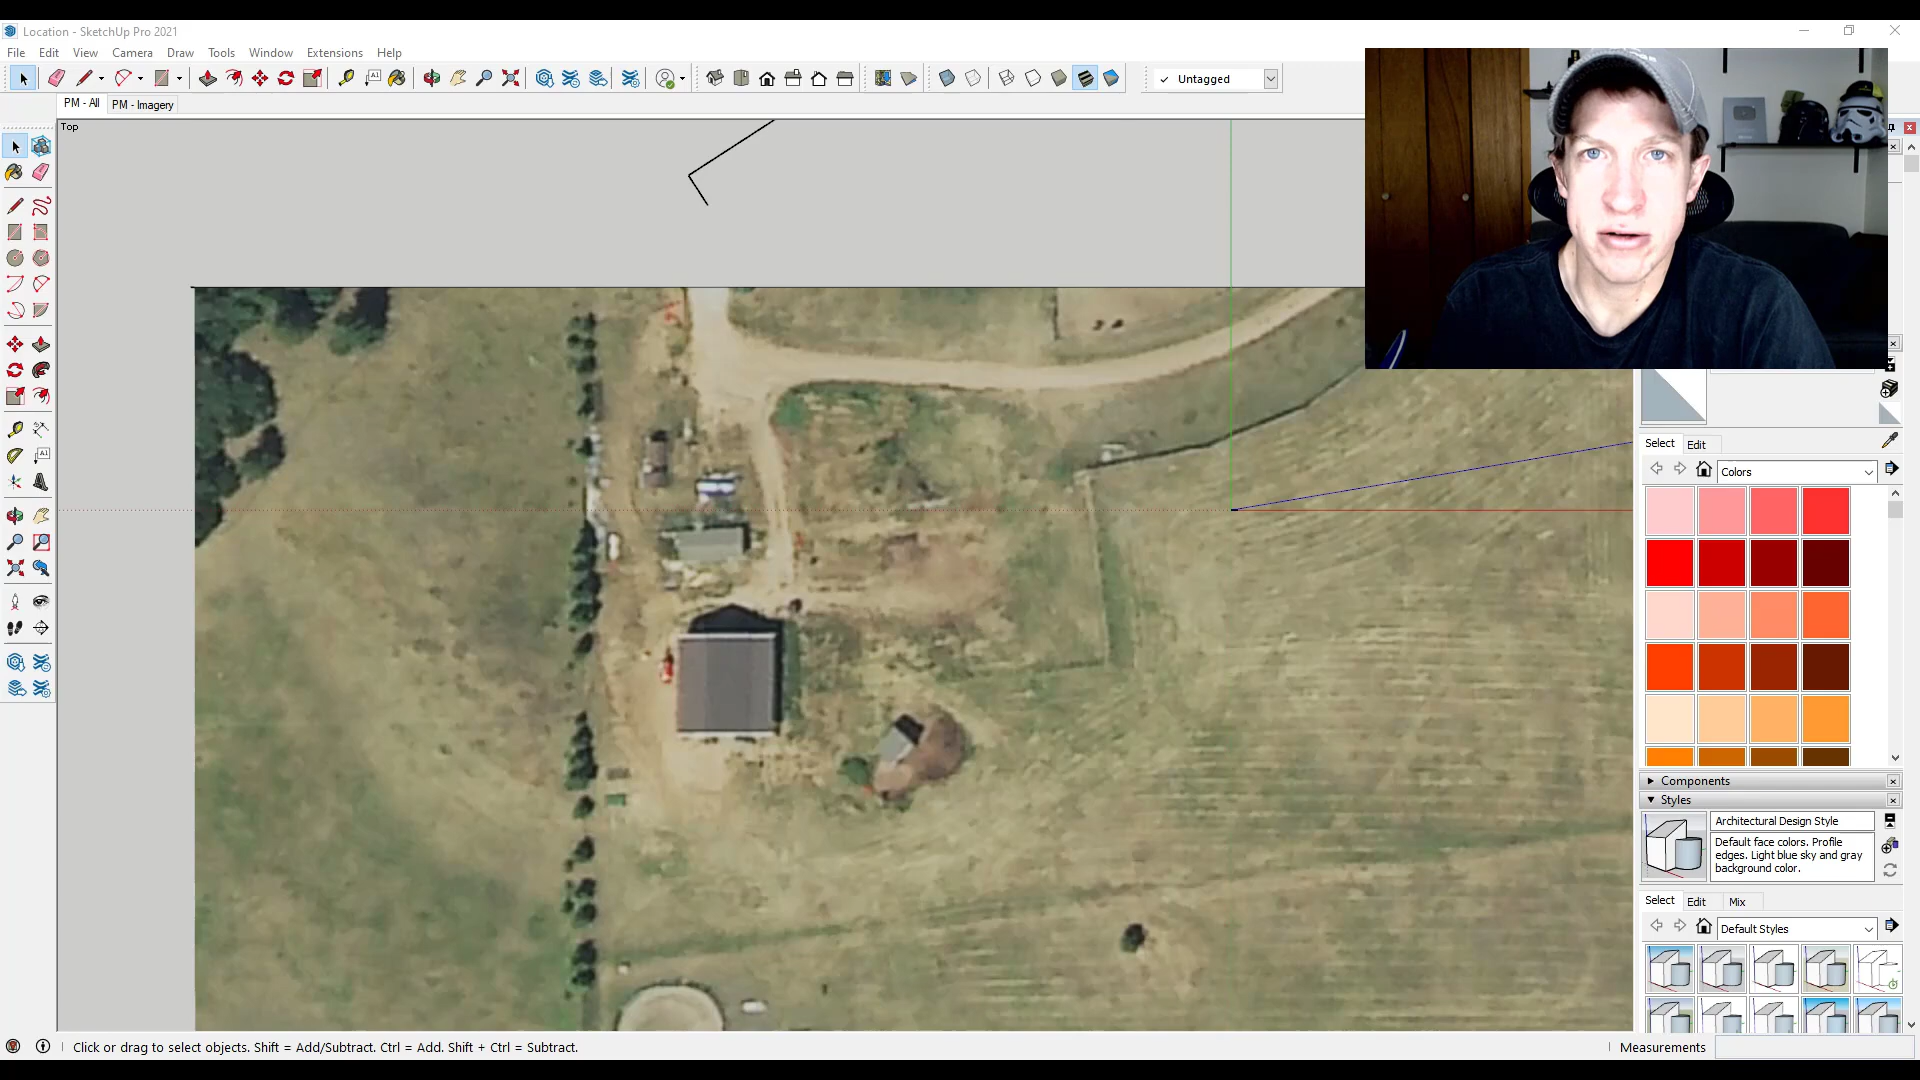 Location - SketchUp Pro 2021
File Edit View Camera Draw Tools Window Extensions Help
A1
Untagged
PM - All PM - Imagery
Top
A1
Select Edit
Colors
Components
Styles
Architectural Design Style
Default face colors. Profile
edges. Light blue sky and gray
background color.
Select Edit Mix
Default Styles
Click or drag to select objects. Shift = Add/Subtract. Ctrl = Add. Shift + Ctrl = Subtract.
Measurements